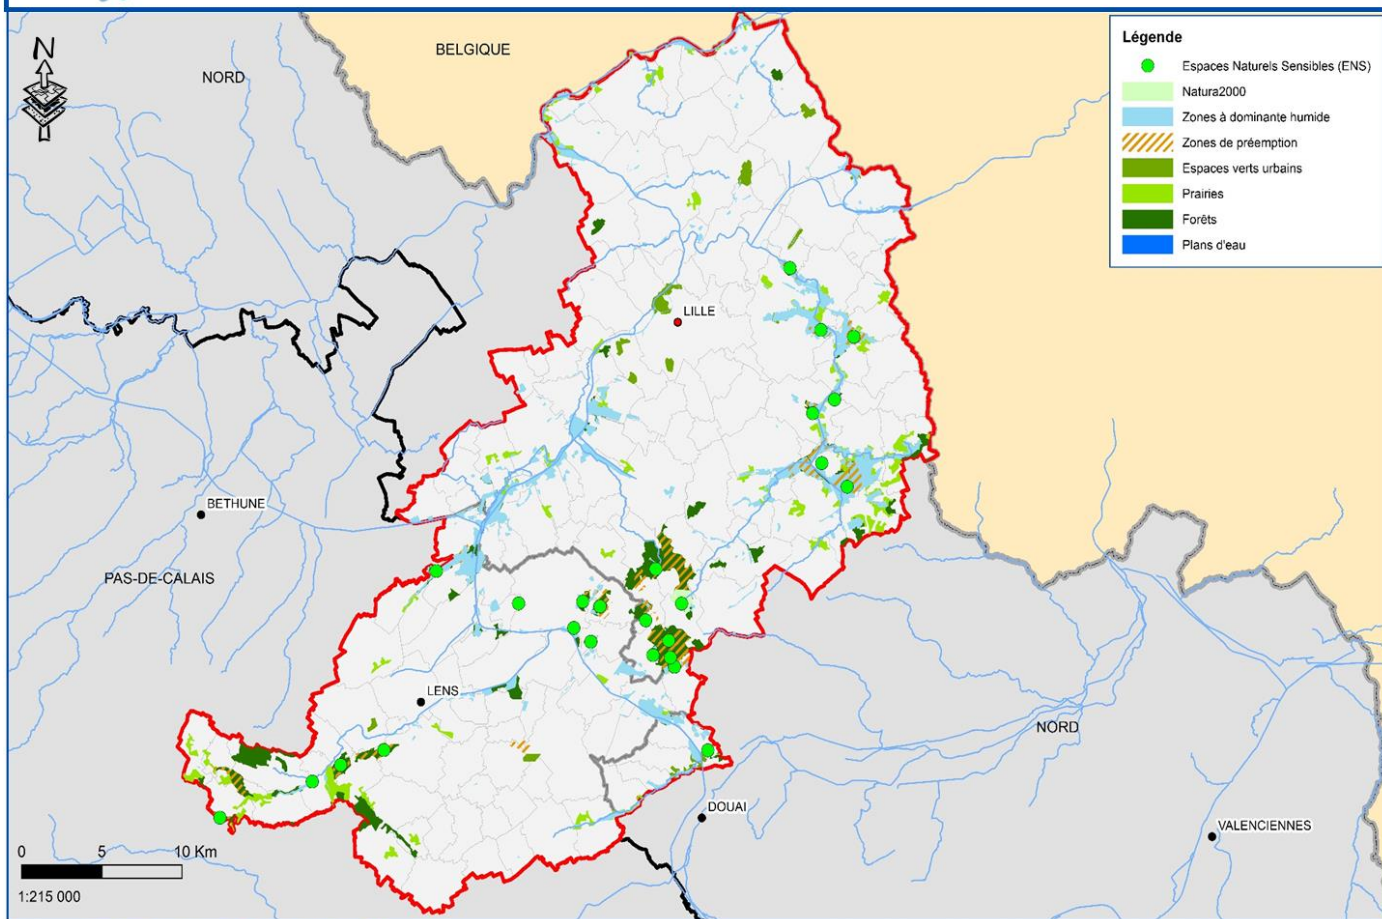 BELGIQUE
NORD
N
Légende
Espaces Naturels Sensibles (ENS)
Natura2000
Zones à dominante humide
Zones de préemption
Espaces verts urbains
Prairies
Forêts
Plans d'eau
LILLE
BETHUNE
PAS-DE-CALAIS
LENS
NORD
DOUAI
VALENCIENNES
0 5 10 Km
1:215 000